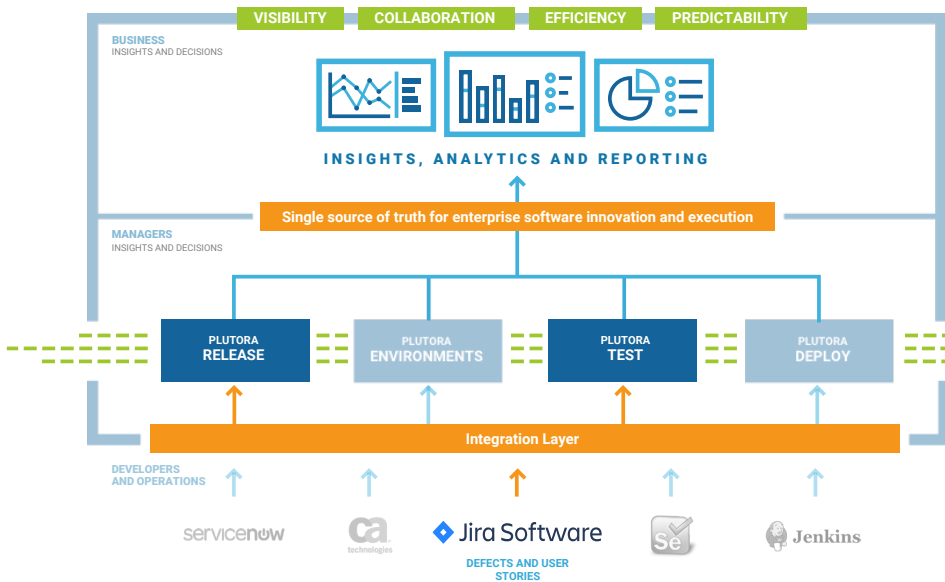 VISIBILITY
COLLABORATION
EFFICIENCY
PREDICTABILITY
BUSINESS
INSIGHTS AND DECISIONS
INSIGHTS, ANALYTICS AND REPORTING
Single source of truth for enterprise software innovation and execution
MANAGERS
INSIGHTS AND DECISIONS
PLUTORA
RELEASE
PLUTORA
ENVIRONMENTS
PLUTORA
TEST
PLUTORA
DEPLOY
Integration Layer
DEVELOPERS
AND OPERATIONS
servicenow
ca
technologies
Jira Software
DEFECTS AND USER
STORIES
Se
Jenkins